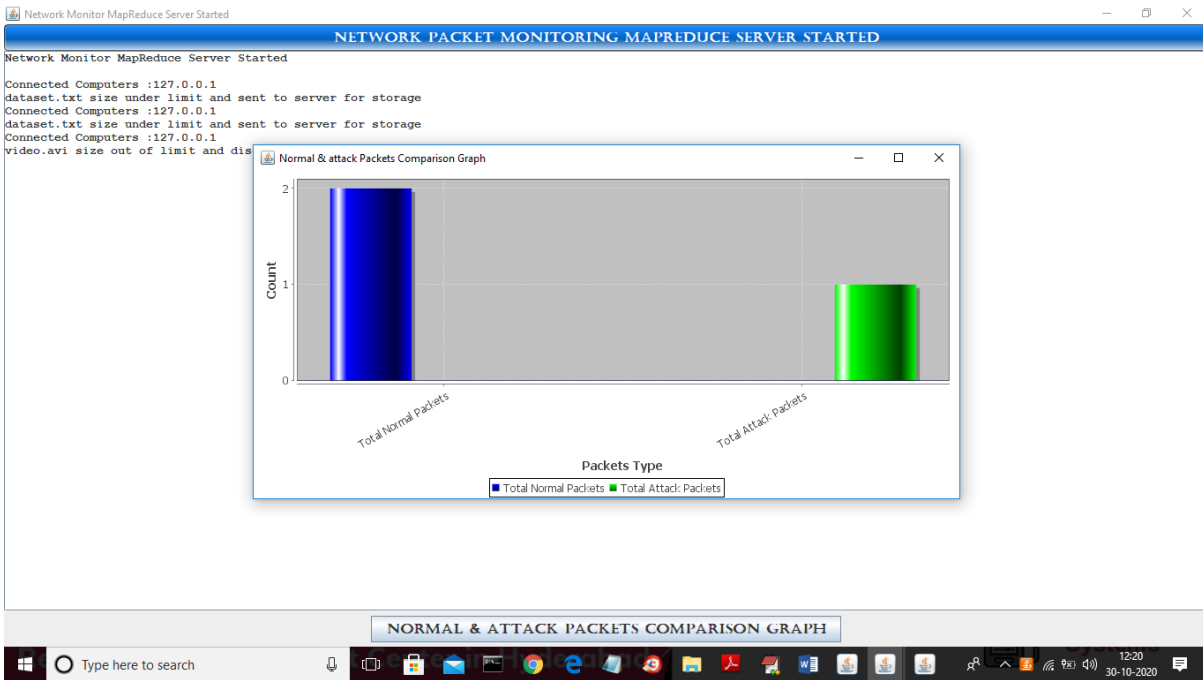 Network Monitor MapReduce Server Started
NETWORK PACKET MONITORING MAPREDUCE SERVER STARTED
Network Monitor MapReduce Server Started
Connected Computers :127.0.0.1
dataset.txt size under limit and sent to server for storage
Connected Computers :127.0.0.1
dataset.txt size under limit and sent to server for storage
Connected Computers :127.0.0.1
video.avi size out of limit and dis
Normal & attack Packets Comparison Graph
2
1
0
Count
Total Normal Packets
Total Attack Packets
Packets Type
Total Normal Packets Total Attack Packets
NORMAL & ATTACK PACKETS COMPARISON GRAPH
Type here to search
12:20
30-10-2020